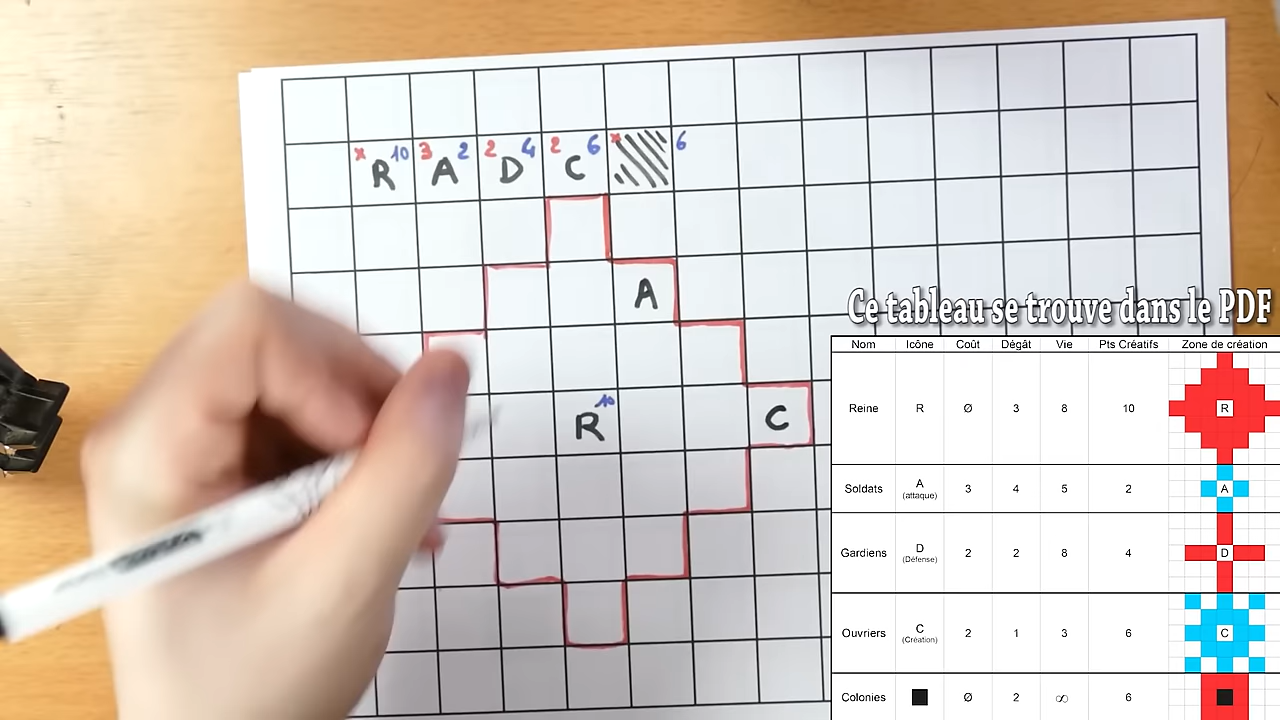 x R 10 3 A 2 2 D 4 2 C 6 x 6
A
R 10
C
Ce tableau se trouve dans le PDF
Nom Icône Coût Dégât Vie Pts Créatifs Zone de création
Reine R Ø 3 8 10 R
Soldats A (attaque) 3 4 5 2 A
Gardiens D (Défense) 2 2 8 4 D
Ouvriers C (Création) 2 1 3 6 C
Colonies ■ Ø 2 ∞ 6